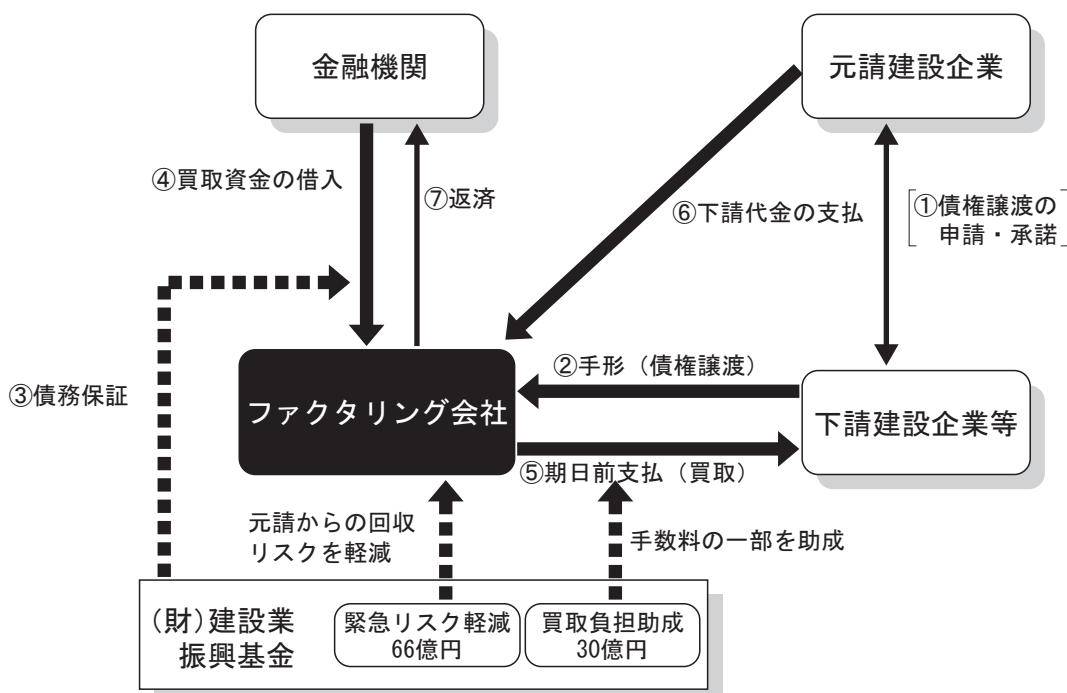 金融機関
元請建設企業
④買取資金の借入
⑦返済
⑥下請代金の支払
①債権譲渡の
申請・承諾
③債務保証
②手形（債権譲渡）
ファクタリング会社
下請建設企業等
⑤期日前支払（買取）
元請からの回収
リスクを軽減
手数料の一部を助成
(財)建設業
振興基金
緊急リスク軽減
66億円
買取負担助成
30億円